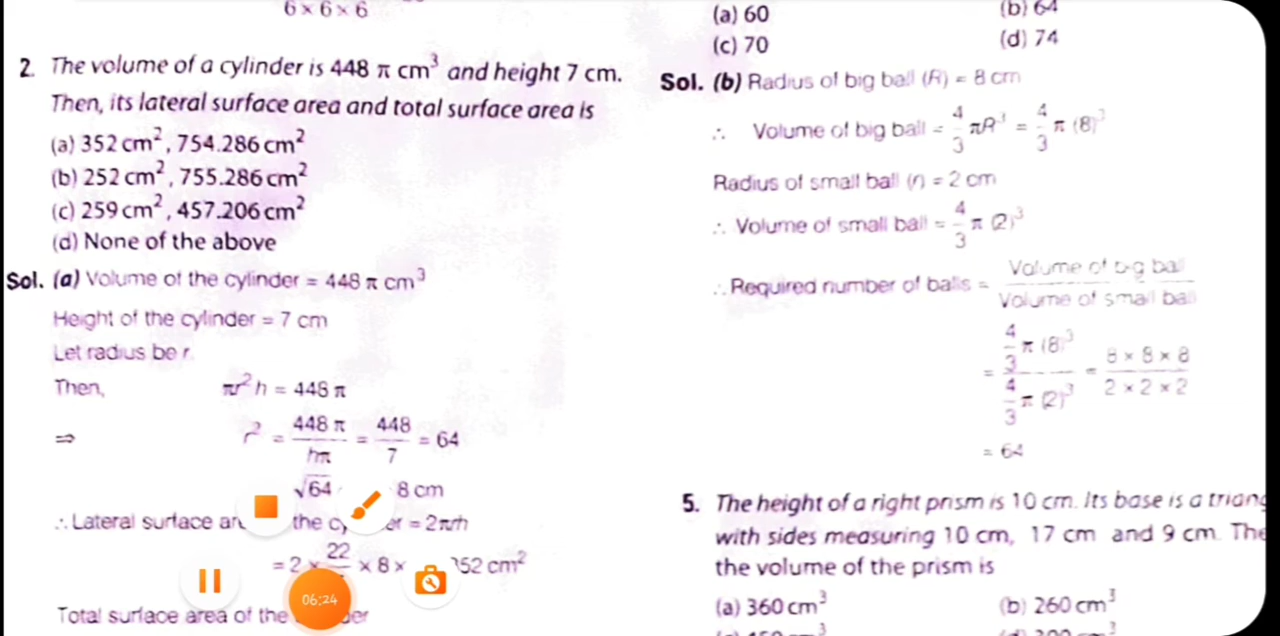 6 × 6 × 6
2. The volume of a cylinder is 448 π cm³ and height 7 cm.
Then, its lateral surface area and total surface area is
(a) 352 cm², 754.286 cm²
(b) 252 cm², 755.286 cm²
(c) 259 cm², 457.206 cm²
(d) None of the above
Sol. (a) Volume of the cylinder = 448 π cm³
Height of the cylinder = 7 cm
Let radius be r.
Then, πr²h = 448 π
⇒ r² = 448 π / hπ = 448 / 7 = 64
√64 8 cm
∴ Lateral surface the = 2πrh
= 2 × 22 × 8 × 352 cm²
Total surface area of the
06:24
(a) 60 (b) 64
(c) 70 (d) 74
Sol. (b) Radius of big ball (R) = 8 cm
∴ Volume of big ball = 4/3 πR³ = 4/3 π (8)³
Radius of small ball (r) = 2 cm
∴ Volume of small ball = 4/3 π (2)³
∴ Required number of balls = Volume of big ball / Volume of small ball
= 4/3 π (8)³ / 4/3 π (2)³ = 8 × 8 × 8 / 2 × 2 × 2
= 64
5. The height of a right prism is 10 cm. Its base is a triang
with sides measuring 10 cm, 17 cm and 9 cm. The
the volume of the prism is
(a) 360 cm³ (b) 260 cm³